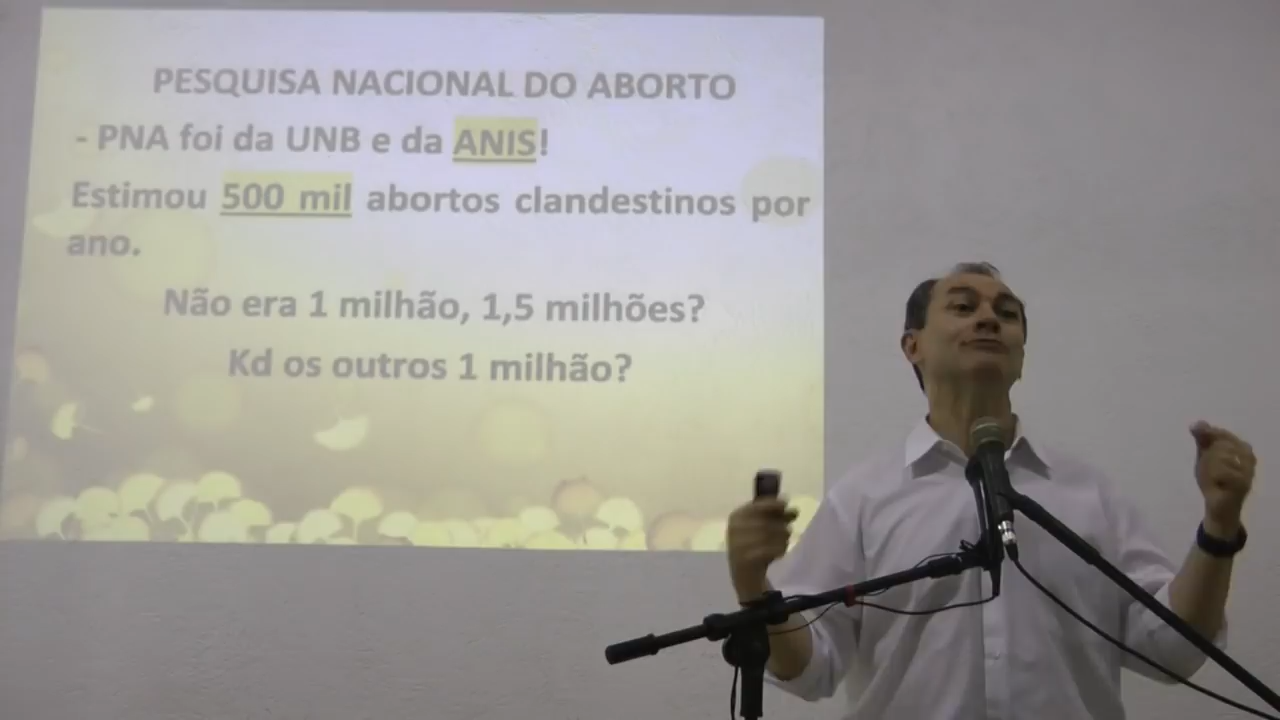 PESQUISA NACIONAL DO ABORTO
- PNA foi da UNB e da ANIS!
Estimou 500 mil abortos clandestinos por
ano.
Não era 1 milhão, 1,5 milhões?
Kd os outros 1 milhão?